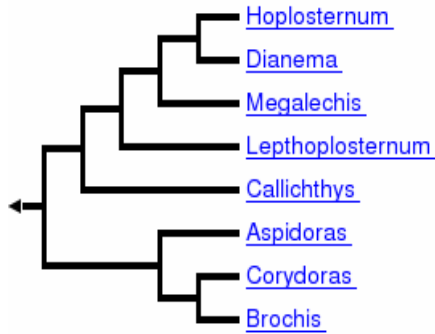 Hoplosternum
Dianema
Megalechis
Lepthoplosternum
Callichthys
Aspidoras
Corydoras
Brochis